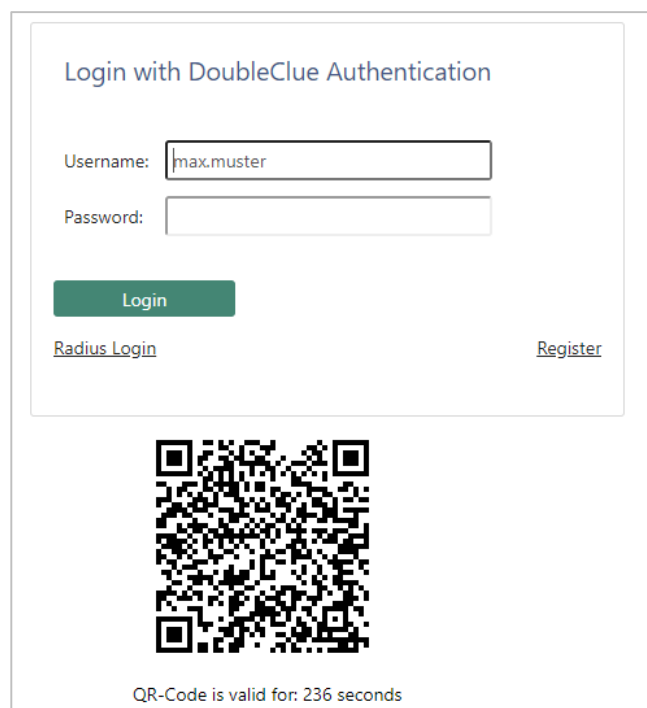 Login with DoubleClue Authentication
Username: max.muster
Password:
Login
Radius Login Register
QR-Code is valid for: 236 seconds